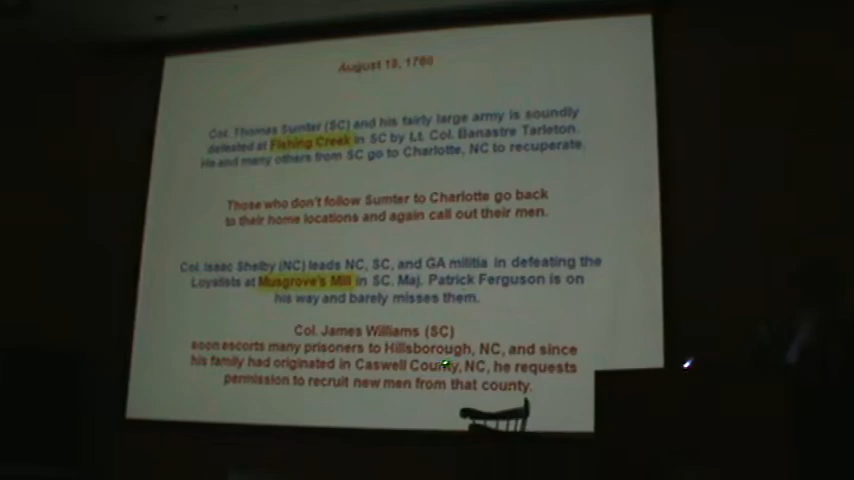 August 18, 1780
Col. Thomas Sumter (SC) and his fairly large army is soundly
defeated at Fishing Creek in SC by Lt. Col. Banastre Tarleton.
He and many others from SC go to Charlotte, NC to recuperate.
Those who don't follow Sumter to Charlotte go back
to their home locations and again call out their men.
Col. Isaac Shelby (NC) leads NC, SC, and GA militia in defeating the
Loyalists at Musgrove's Mill in SC. Maj. Patrick Ferguson is on
his way and barely misses them.
Col. James Williams (SC)
soon escorts many prisoners to Hillsborough, NC, and since
his family had originated in Caswell County, NC, he requests
permission to recruit new men from that county.